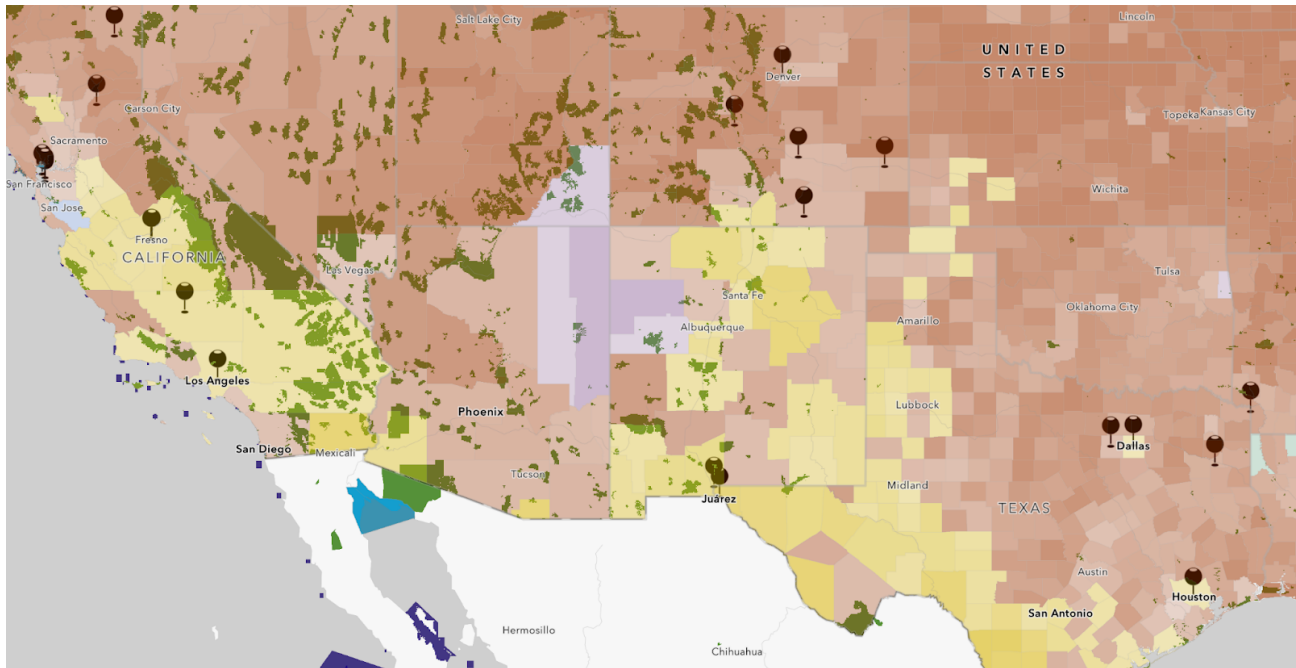 Salt Lake City
Lincoln
UNITED
STATES
Denver
Carson City
Topeka
Kansas City
Sacramento
San Francisco
Wichita
San Jose
Fresno
CALIFORNIA
Las Vegas
Tulsa
Santa Fe
Oklahoma City
Amarillo
Albuquerque
Los Angeles
Phoenix
Lubbock
San Diego
Mexicali
Dallas
Tucson
Midland
Juárez
TEXAS
Austin
Houston
San Antonio
Hermosillo
Chihuahua